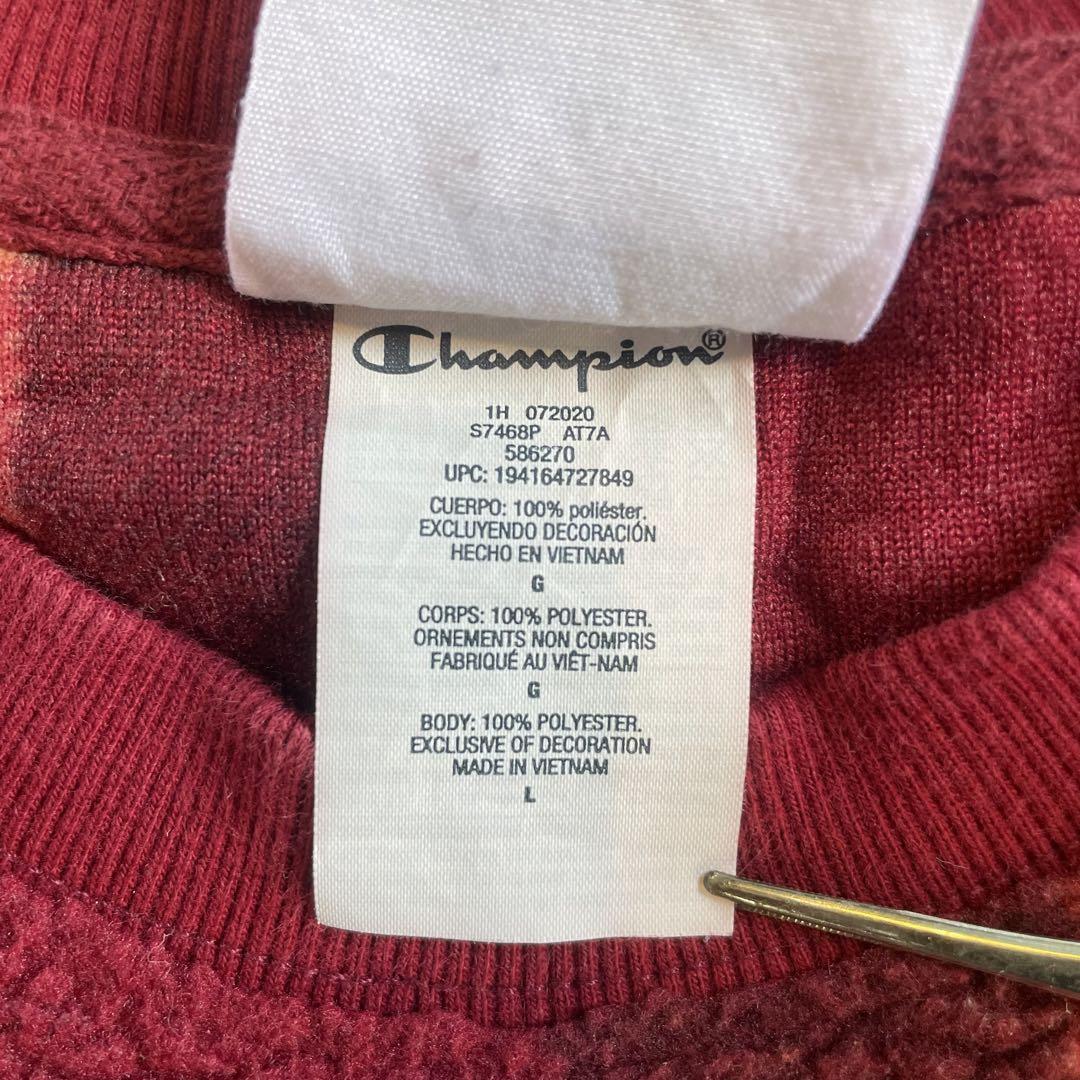 Champion®
1H 072020
S7468P AT7A
586270
UPC: 194164727849
CUERPO: 100% poliéster.
EXCLUYENDO DECORACIÓN
HECHO EN VIETNAM
G
CORPS: 100% POLYESTER.
ORNEMENTS NON COMPRIS
FABRIQUÉ AU VIÊT-NAM
G
BODY: 100% POLYESTER.
EXCLUSIVE OF DECORATION
MADE IN VIETNAM
L